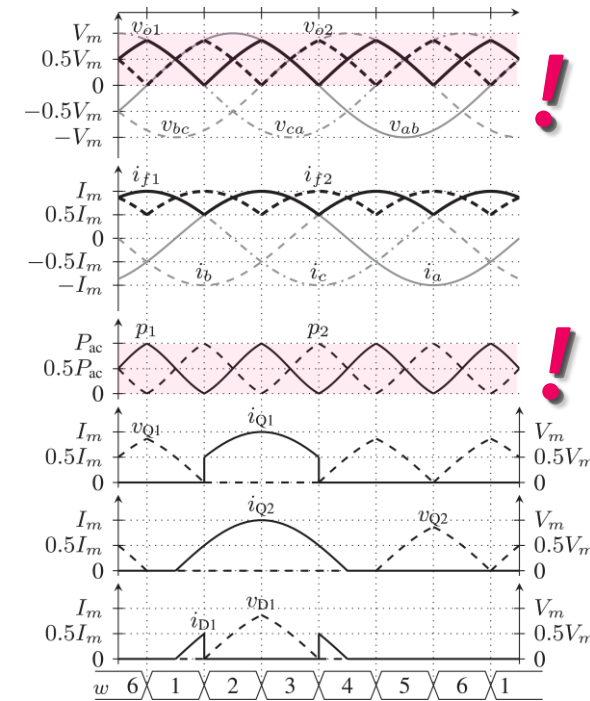 V_m v_o1 v_o2
0.5V_m
0
−0.5V_m
−V_m v_bc v_ca v_ab
!
I_m i_f1 i_f2
0.5I_m
0
−0.5I_m
−I_m i_b i_c i_a
P_ac p_1 p_2
0.5P_ac
0
!
I_m v_Q1 i_Q1 V_m
0.5I_m 0.5V_m
0 0
I_m i_Q2 v_Q2 V_m
0.5I_m 0.5V_m
0 0
I_m v_D1 V_m
0.5I_m i_D1 0.5V_m
0 0
w 6 1 2 3 4 5 6 1